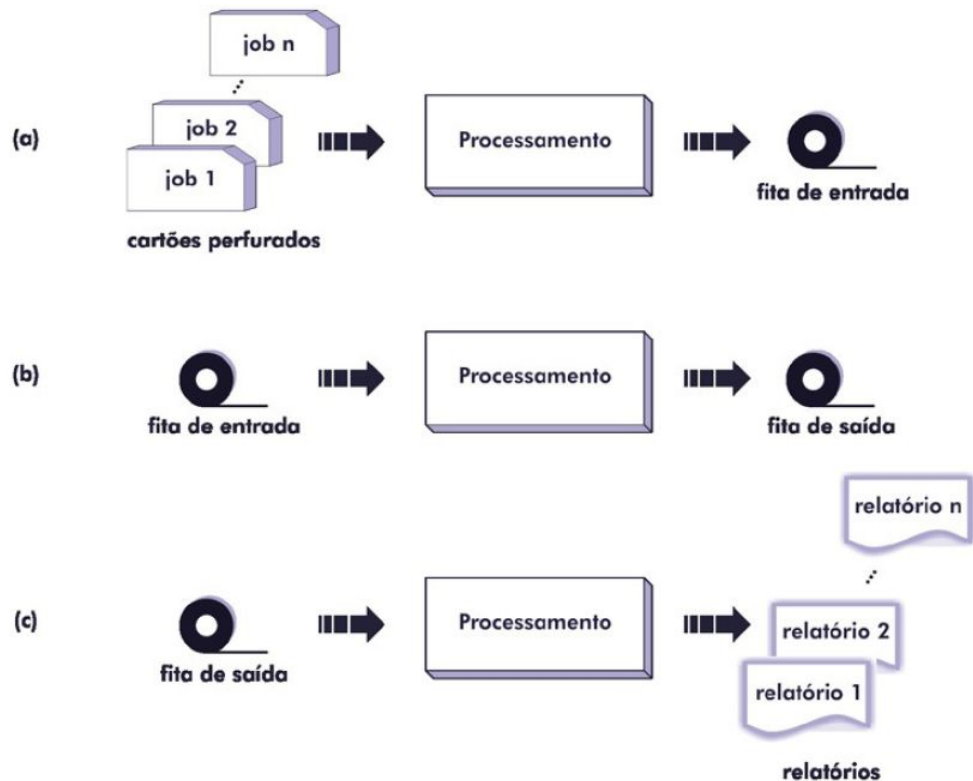 job n
job 2
job 1
(a)
Processamento
cartões perfurados
fita de entrada
(b)
Processamento
fita de entrada
fita de saída
relatório n
(c)
Processamento
fita de saída
relatório 2
relatório 1
relatórios